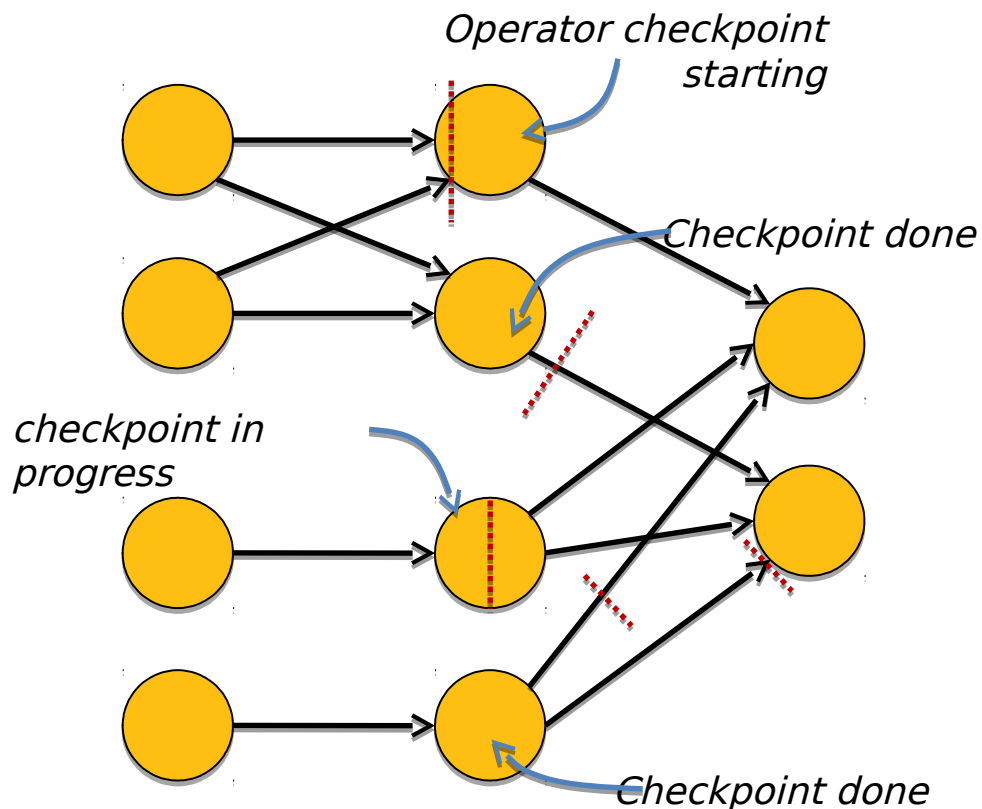 Operator checkpoint
starting
Checkpoint done
checkpoint in
progress
Checkpoint done